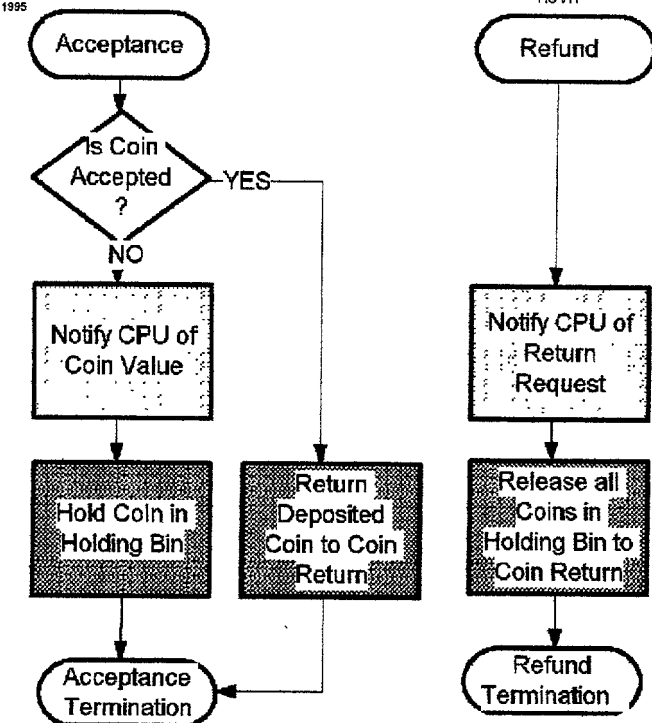 1995
Acceptance
Is Coin
Accepted
?
YES
NO
Notify CPU of
Coin Value
Hold Coin in
Holding Bin
Return
Deposited
Coin to Coin
Return
Acceptance
Termination
Refund
Notify CPU of
Return
Request
Release all
Coins in
Holding Bin to
Coin Return
Refund
Termination